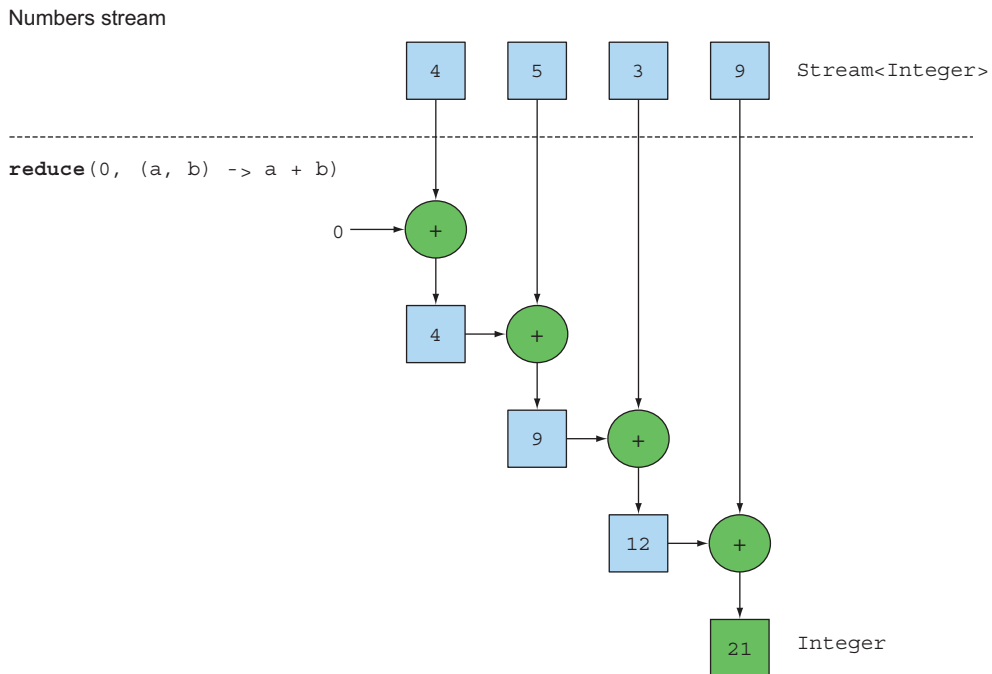 Numbers stream
4 5 3 9 Stream<Integer>
reduce(0, (a, b) -> a + b)
0 +
4 +
9 +
12 +
21 Integer